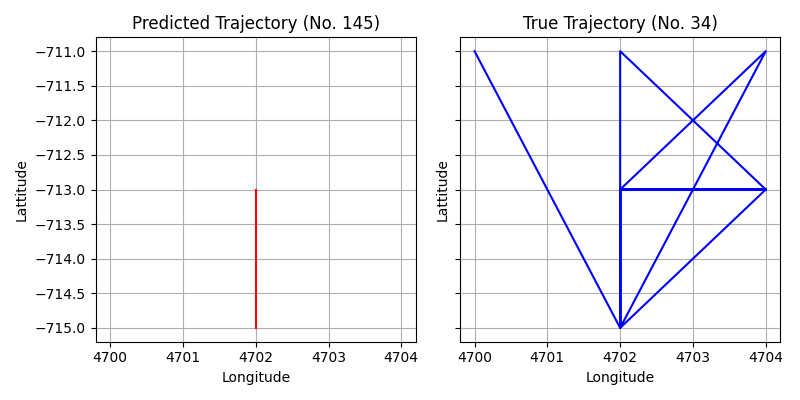 Predicted Trajectory (No. 145)
True Trajectory (No. 34)
−711.0
−711.5
−712.0
−712.5
−713.0
−713.5
−714.0
−714.5
−715.0
Lattitude
Lattitude
4700 4701 4702 4703 4704
4700 4701 4702 4703 4704
Longitude
Longitude